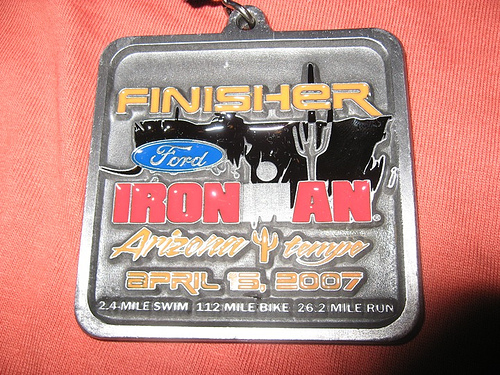 FINISHER
Ford
IRONMAN
Arizona tempe
APRIL 15, 2007
2.4 MILE SWIM 112 MILE BIKE 26.2 MILE RUN